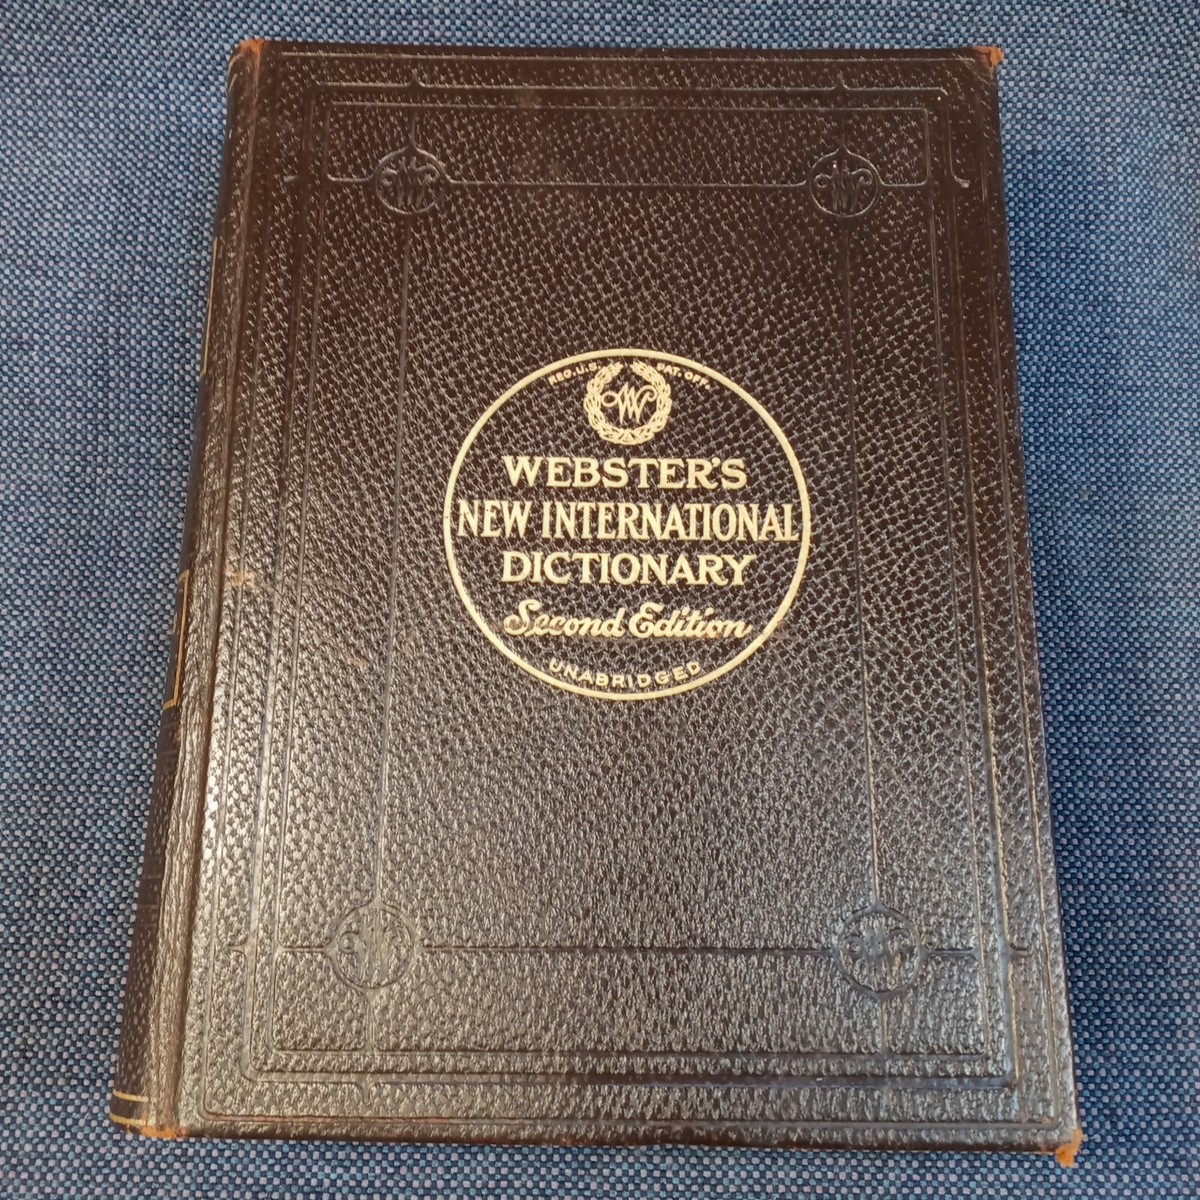 REG. U.S. PAT. OFF.
W
WEBSTER'S
NEW INTERNATIONAL
DICTIONARY
Second Edition
UNABRIDGED